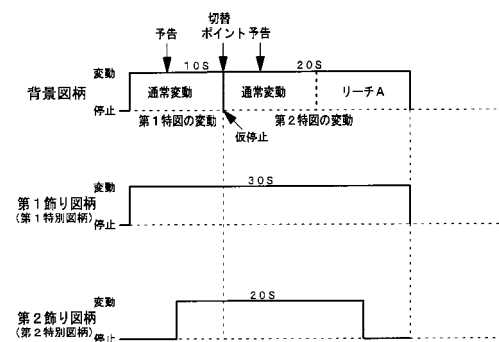 切替
予告 ポイント 予告
変動 10S 20S
背景図柄 通常変動 通常変動 リーチA
停止
第1特図の変動 第2特図の変動
仮停止
変動 30S
第1飾り図柄
(第1特別図柄) 停止
変動 20S
第2飾り図柄
(第2特別図柄) 停止